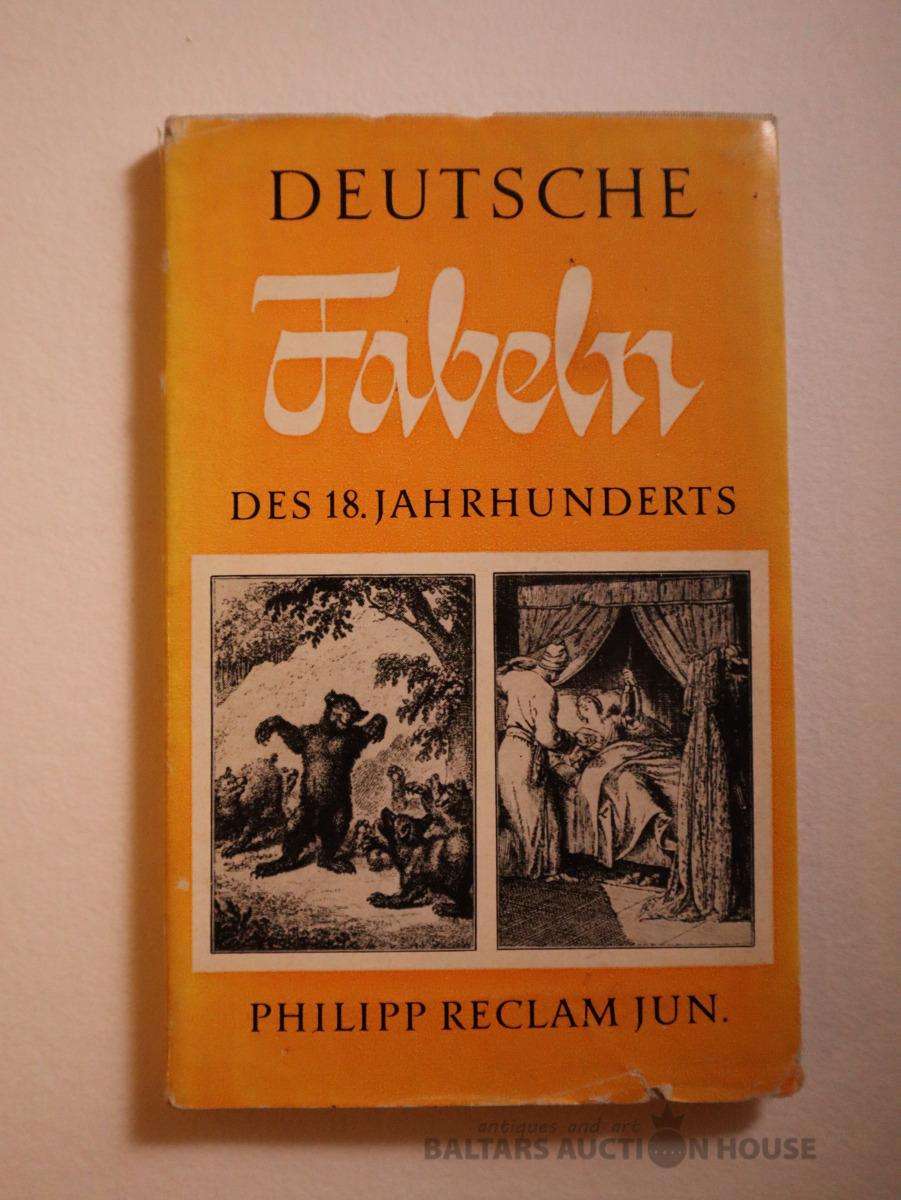 DEUTSCHE
Fabeln
DES 18. JAHRHUNDERTS
PHILIPP RECLAM JUN.
antiques and art
BALTARS AUCTION HOUSE